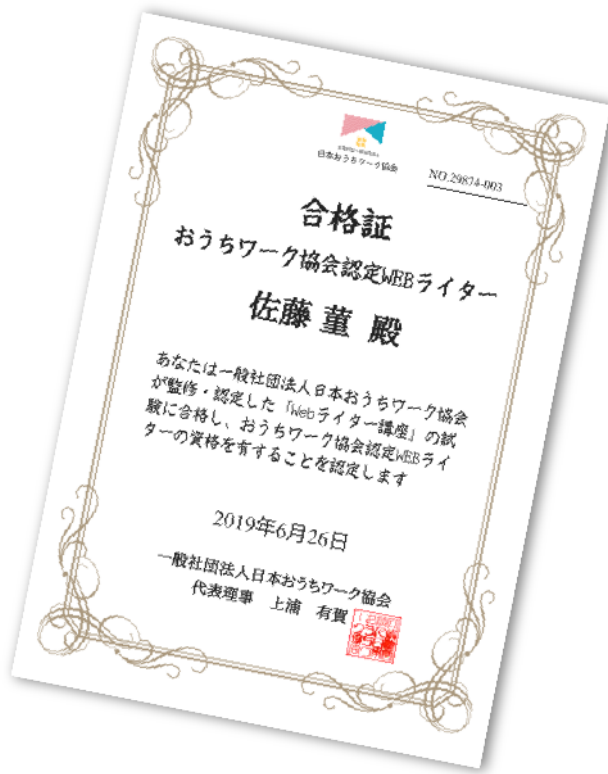 日本おうちワーク協会
NO.29874-003
合格証
おうちワーク協会認定WEBライター
佐藤 菫 殿
あなたは一般社団法人日本おうちワーク協会
が監修・認定した「Webライター講座」の試
験に合格し、おうちワーク協会認定WEBライ
ターの資格を有することを認定します
2019年6月26日
一般社団法人日本おうちワーク協会
代表理事 上浦 有賀